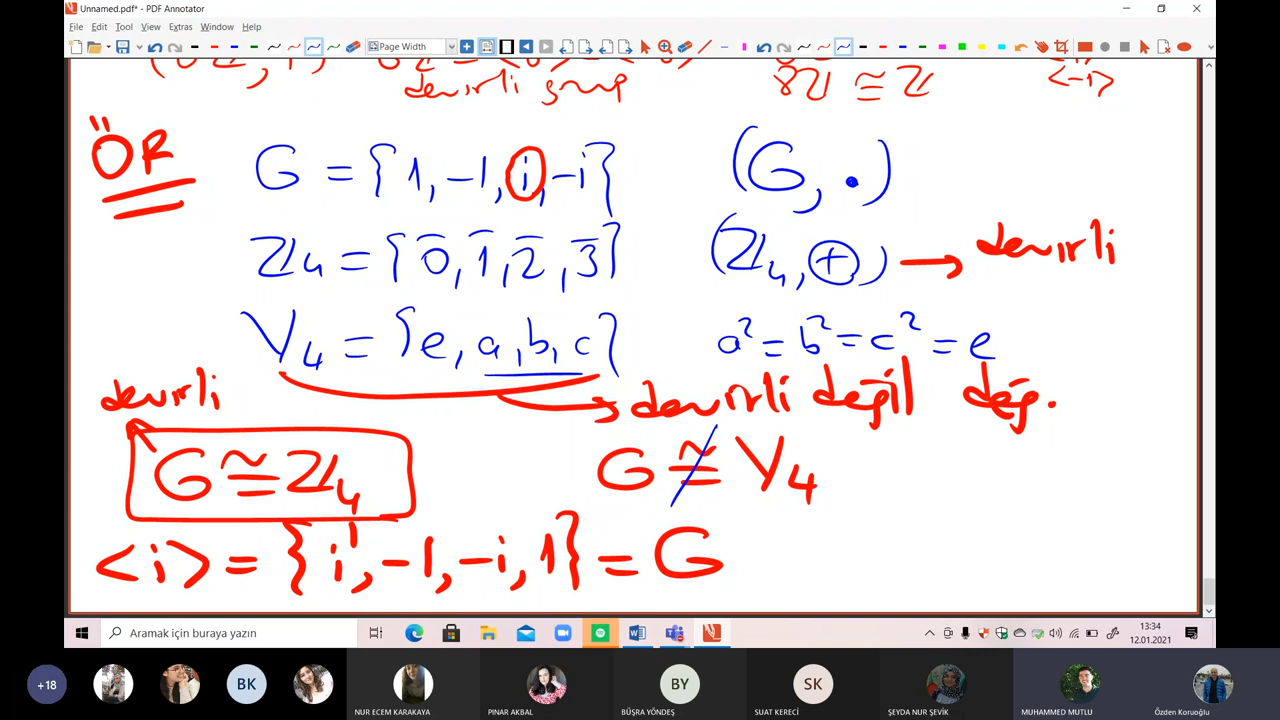 Unnamed.pdf* - PDF Annotator
File Edit Tool View Extras Window Help
Page Width
devirli grup 8ℤ ≅ ℤ <-1>
ÖR
G = {1, -1, i, -i} (G, ·)
ℤ4 = {0̄, 1̄, 2̄, 3̄} (ℤ4, ⊕) → devirli
V4 = {e, a, b, c} a² = b² = c² = e
devirli → devirli değil değ.
G ≅ ℤ4 G ≇ V4
<i> = {i¹, -1, -i, 1} = G
Aramak için buraya yazın
13:34
12.01.2021
+18 BK BY SK
NUR ECEM KARAKAYA PINAR AKBAL BÜŞRA YÖNDEŞ SUAT KERECİ ŞEYDA NUR ŞEVİK MUHAMMED MUTLU Özden Koruoğlu